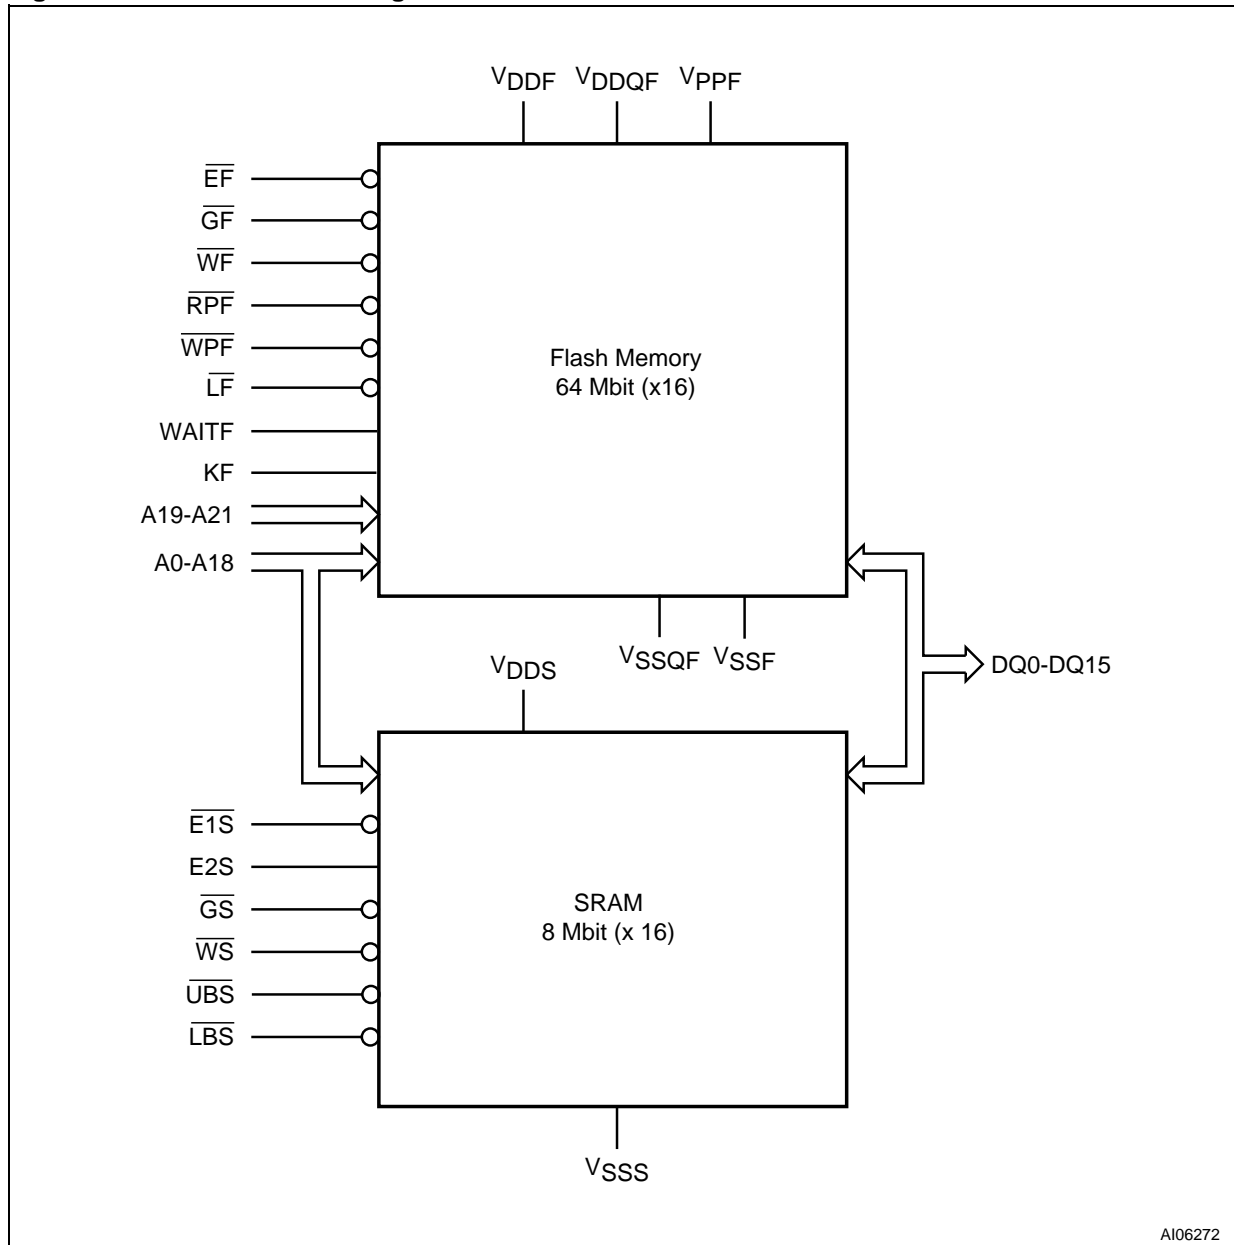 VDDF VDDQF VPPF
EF
GF
WF
RPF
WPF
LF
WAITF
KF
A19-A21
A0-A18
Flash Memory
64 Mbit (x16)
VSSQF VSSF
VDDS
DQ0-DQ15
E1S
E2S
GS
WS
UBS
LBS
SRAM
8 Mbit (x 16)
VSSS
AI06272